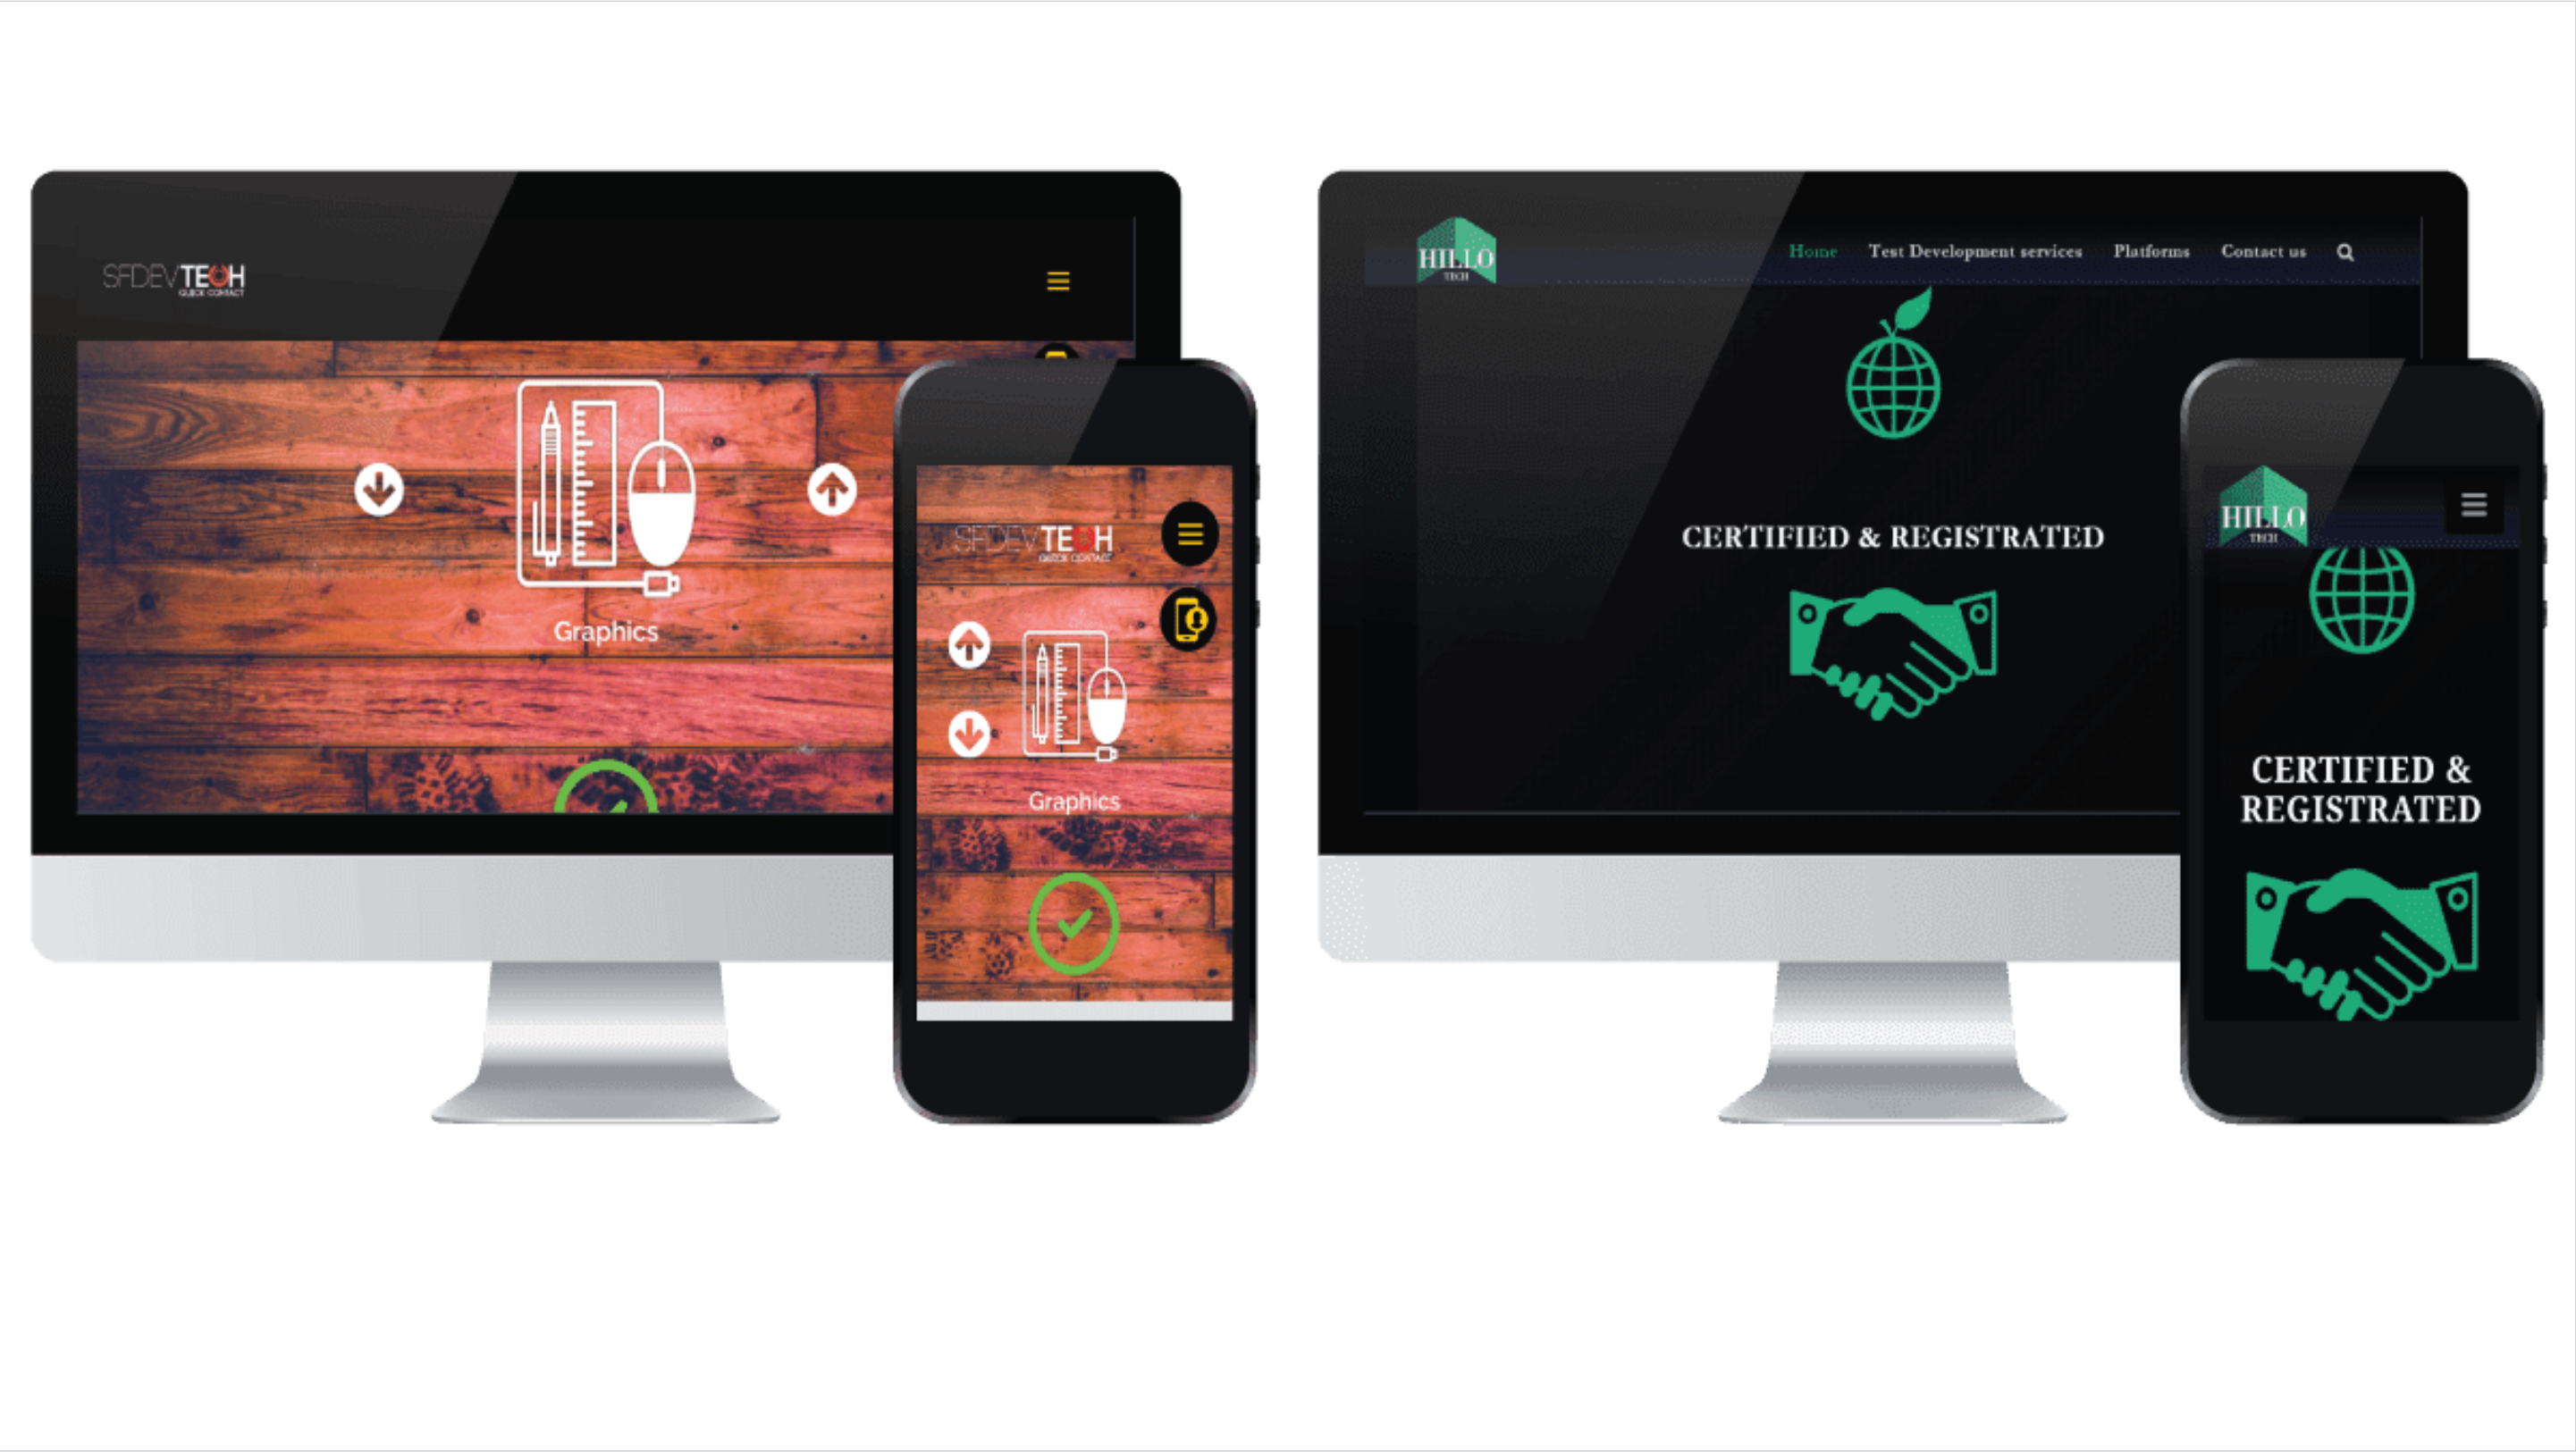 SFDEVTECH
QUICK CONTACT
Graphics
SFDEVTECH
QUICK CONTACT
Graphics
HILLO
TECH
Home Test Development services Platforms Contact us
CERTIFIED & REGISTRATED
HILLO
TECH
CERTIFIED &
REGISTRATED